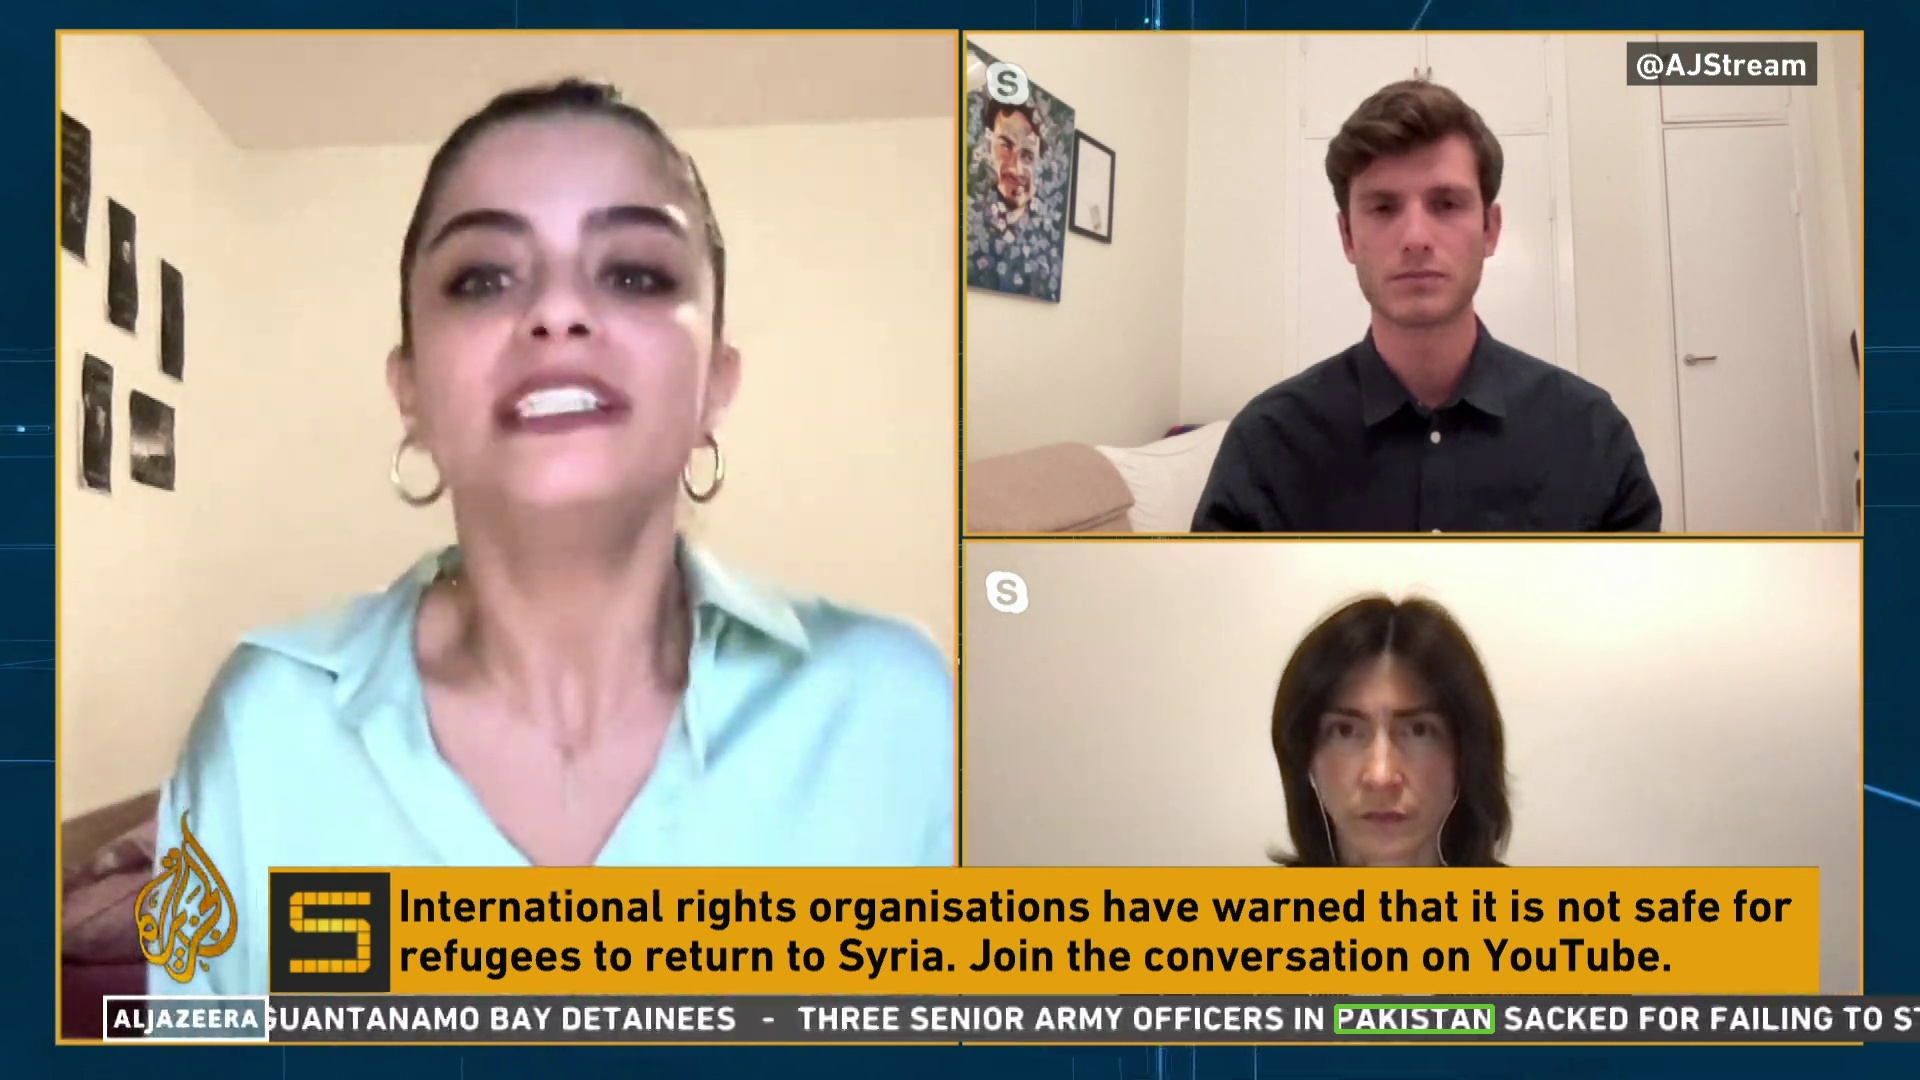 @AJStream
S
S
International rights organisations have warned that it is not safe for
refugees to return to Syria. Join the conversation on YouTube.
ALJAZEERA GUANTANAMO BAY DETAINEES - THREE SENIOR ARMY OFFICERS IN PAKISTAN SACKED FOR FAILING TO